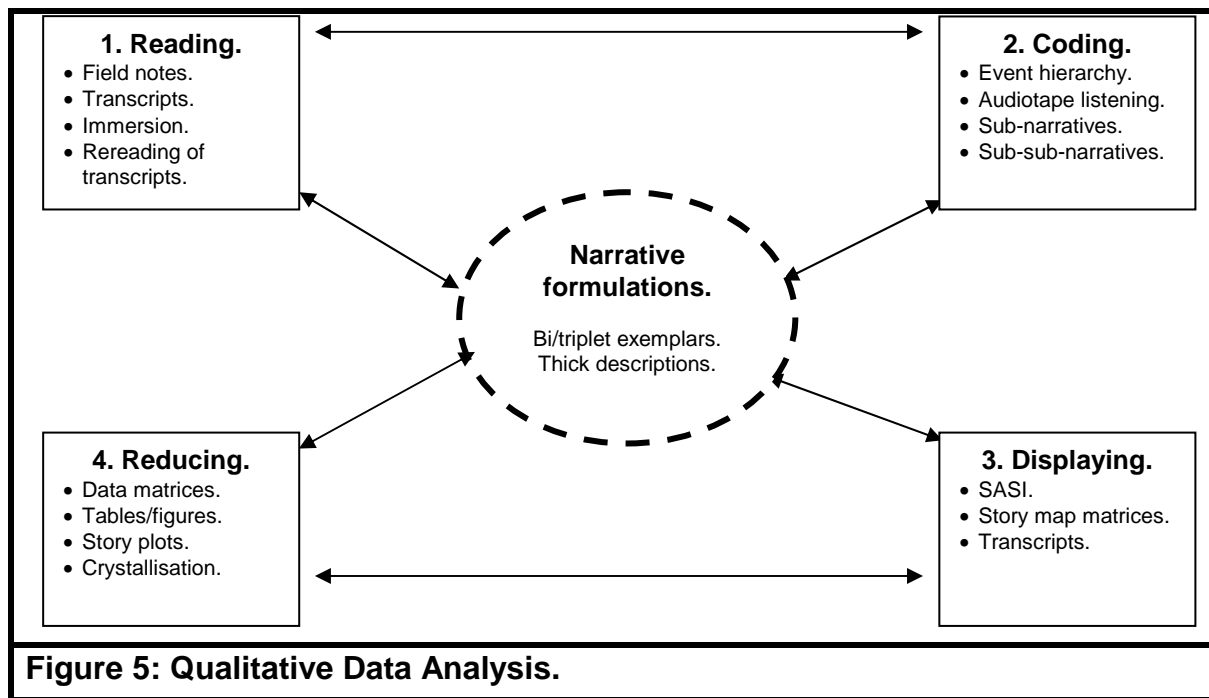 1. Reading.
• Field notes.
• Transcripts.
• Immersion.
• Rereading of
transcripts.
2. Coding.
• Event hierarchy.
• Audiotape listening.
• Sub-narratives.
• Sub-sub-narratives.
Narrative
formulations.
Bi/triplet exemplars.
Thick descriptions.
4. Reducing.
• Data matrices.
• Tables/figures.
• Story plots.
• Crystallisation.
3. Displaying.
• SASI.
• Story map matrices.
• Transcripts.
Figure 5: Qualitative Data Analysis.